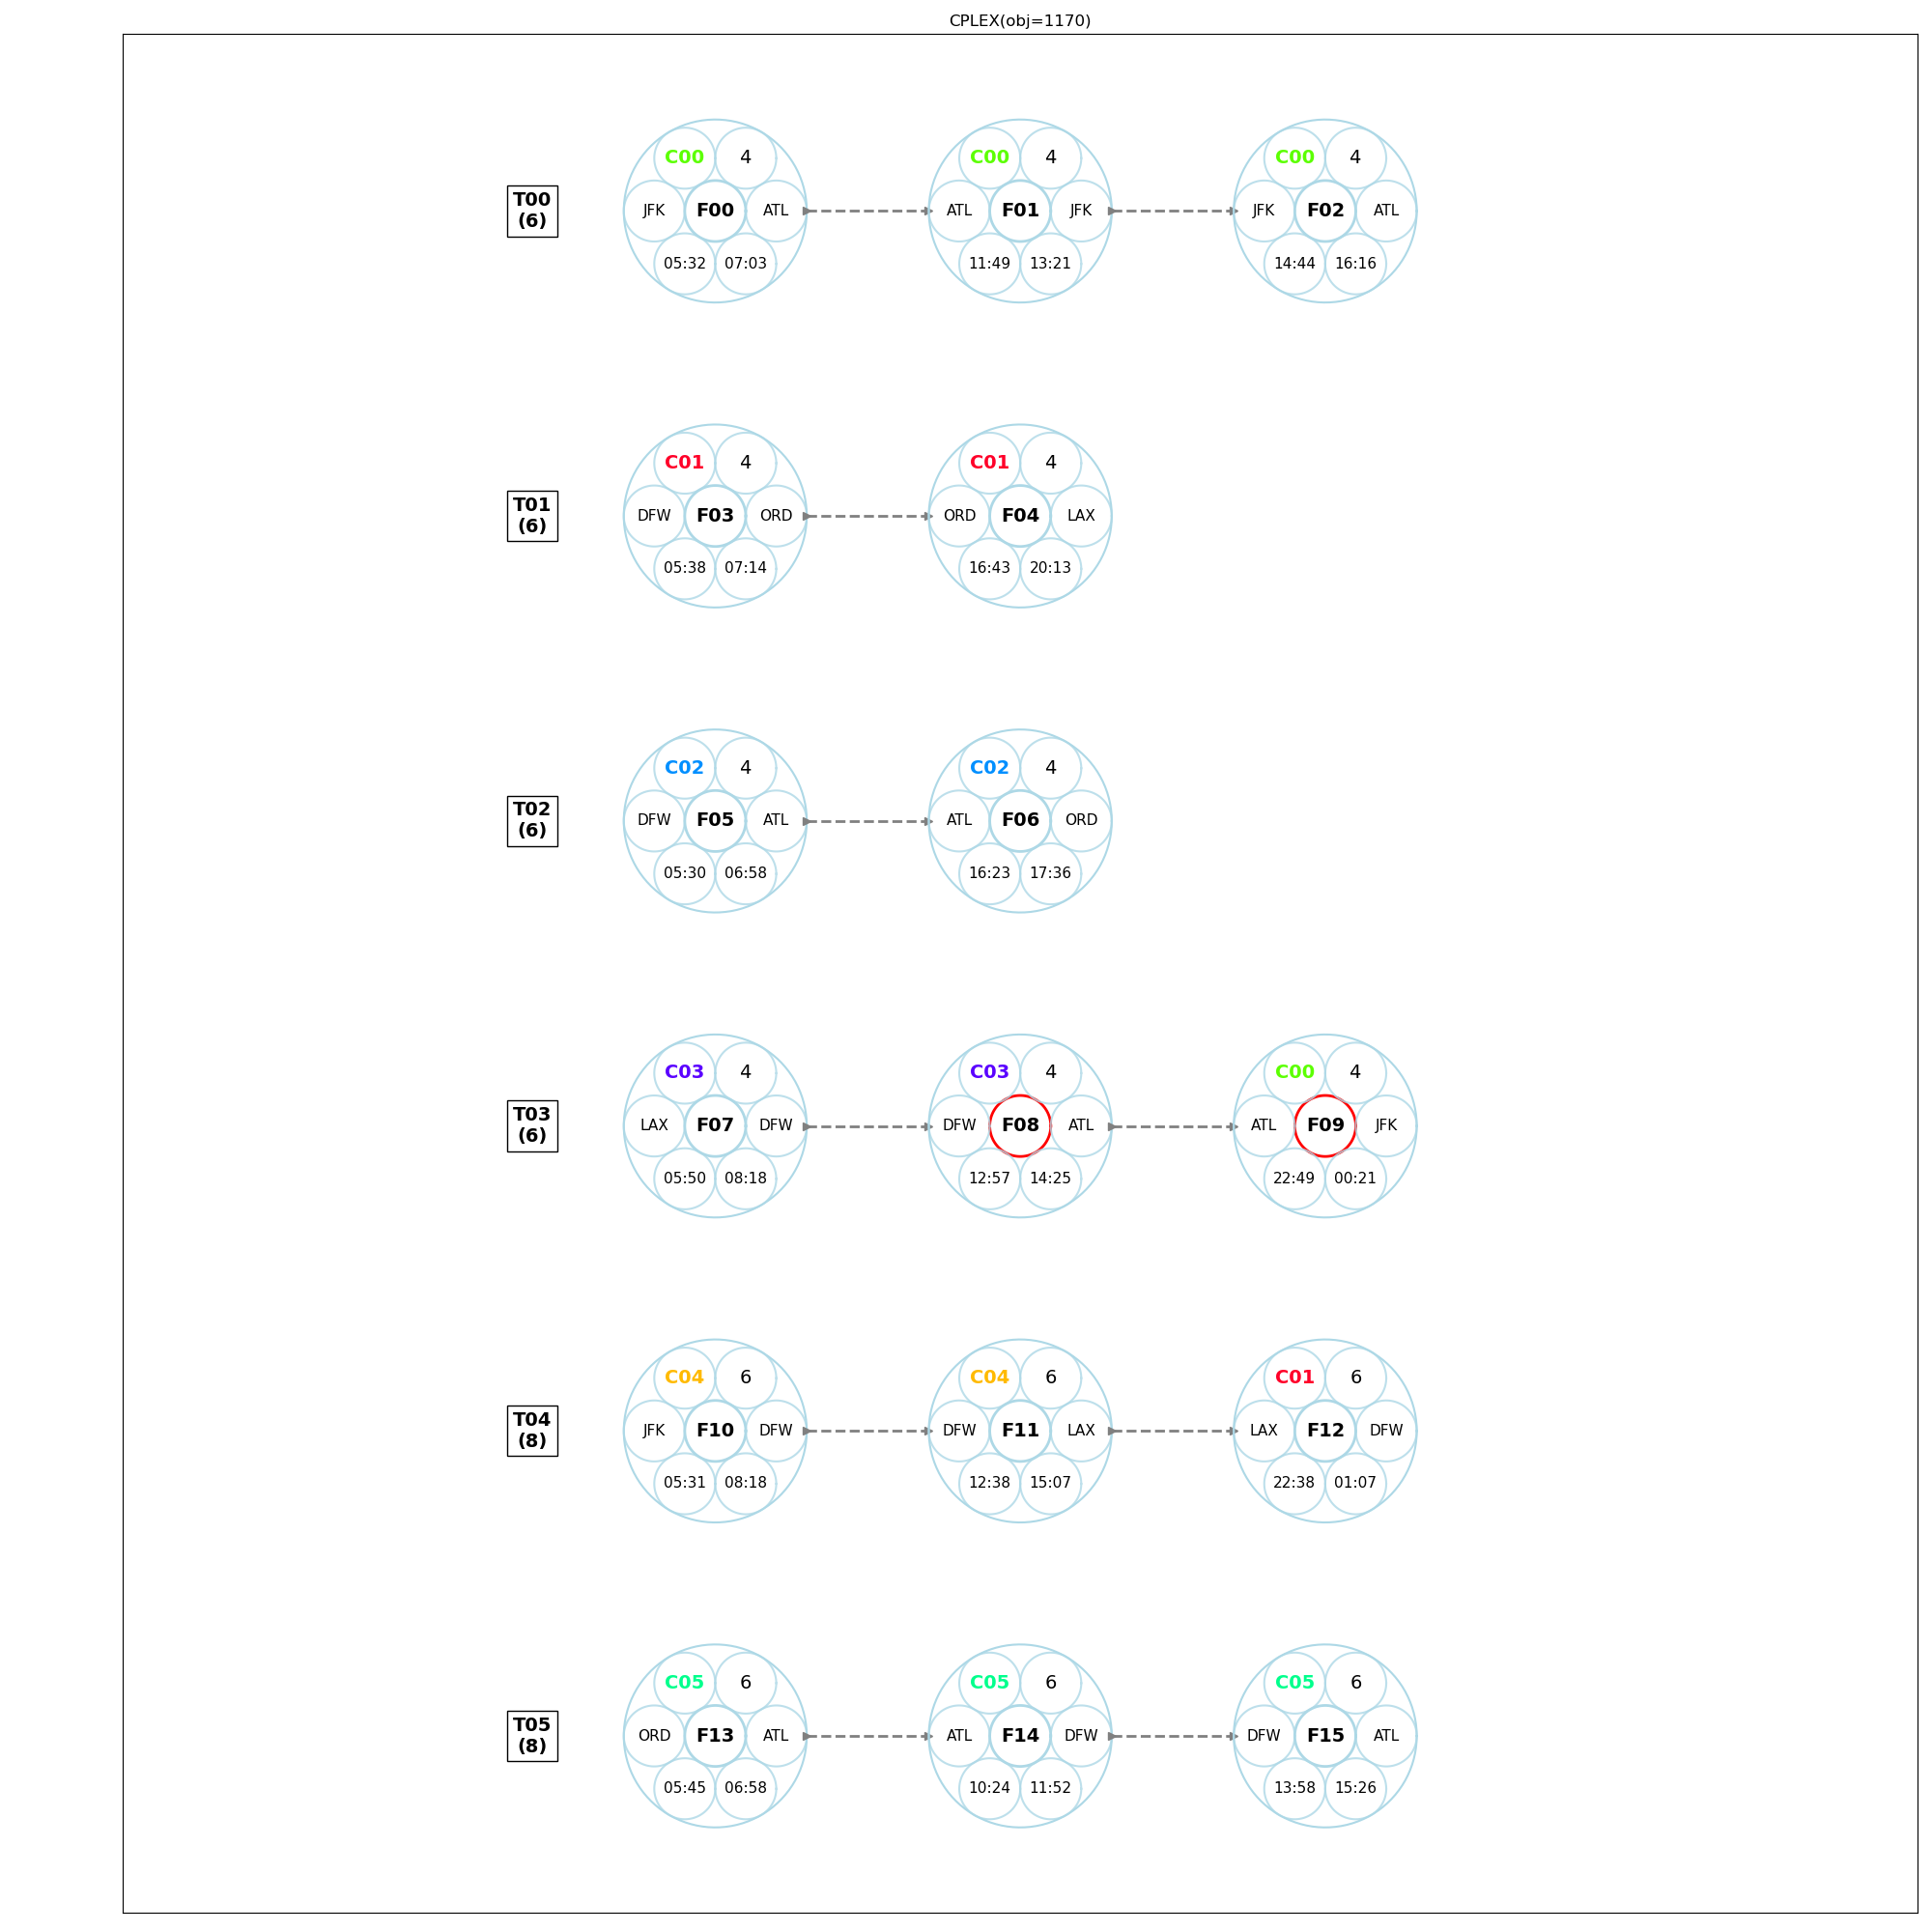 CPLEX(obj=1170)
C00 4 C00 4 C00 4
T00
(6)
JFK F00 ATL ATL F01 JFK JFK F02 ATL
05:32 07:03 11:49 13:21 14:44 16:16
C01 4 C01 4
T01
(6)
DFW F03 ORD ORD F04 LAX
05:38 07:14 16:43 20:13
C02 4 C02 4
T02
(6)
DFW F05 ATL ATL F06 ORD
05:30 06:58 16:23 17:36
C03 4 C03 4 C00 4
T03
(6)
LAX F07 DFW DFW F08 ATL ATL F09 JFK
05:50 08:18 12:57 14:25 22:49 00:21
C04 6 C04 6 C01 6
T04
(8)
JFK F10 DFW DFW F11 LAX LAX F12 DFW
05:31 08:18 12:38 15:07 22:38 01:07
C05 6 C05 6 C05 6
T05
(8)
ORD F13 ATL ATL F14 DFW DFW F15 ATL
05:45 06:58 10:24 11:52 13:58 15:26